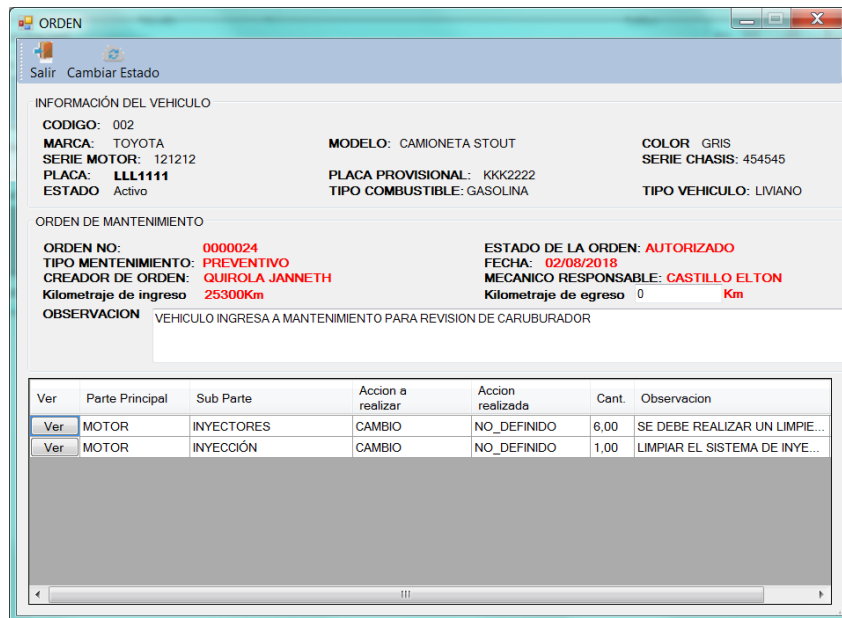 ORDEN
Salir Cambiar Estado
INFORMACIÓN DEL VEHICULO
CODIGO: 002
MARCA: TOYOTA MODELO: CAMIONETA STOUT COLOR GRIS
SERIE MOTOR: 121212 SERIE CHASIS: 454545
PLACA: LLL1111 PLACA PROVISIONAL: KKK2222
ESTADO Activo TIPO COMBUSTIBLE: GASOLINA TIPO VEHICULO: LIVIANO
ORDEN DE MANTENIMIENTO
ORDEN NO: 0000024 ESTADO DE LA ORDEN: AUTORIZADO
TIPO MENTENIMIENTO: PREVENTIVO FECHA: 02/08/2018
CREADOR DE ORDEN: QUIROLA JANNETH MECANICO RESPONSABLE: CASTILLO ELTON
Kilometraje de ingreso 25300Km Kilometraje de egreso 0 Km
OBSERVACION VEHICULO INGRESA A MANTENIMIENTO PARA REVISION DE CARUBURADOR
Ver Parte Principal Sub Parte Accion a realizar Accion realizada Cant. Observacion
Ver MOTOR INYECTORES CAMBIO NO_DEFINIDO 6,00 SE DEBE REALIZAR UN LIMPIE...
Ver MOTOR INYECCIÓN CAMBIO NO_DEFINIDO 1,00 LIMPIAR EL SISTEMA DE INYE...